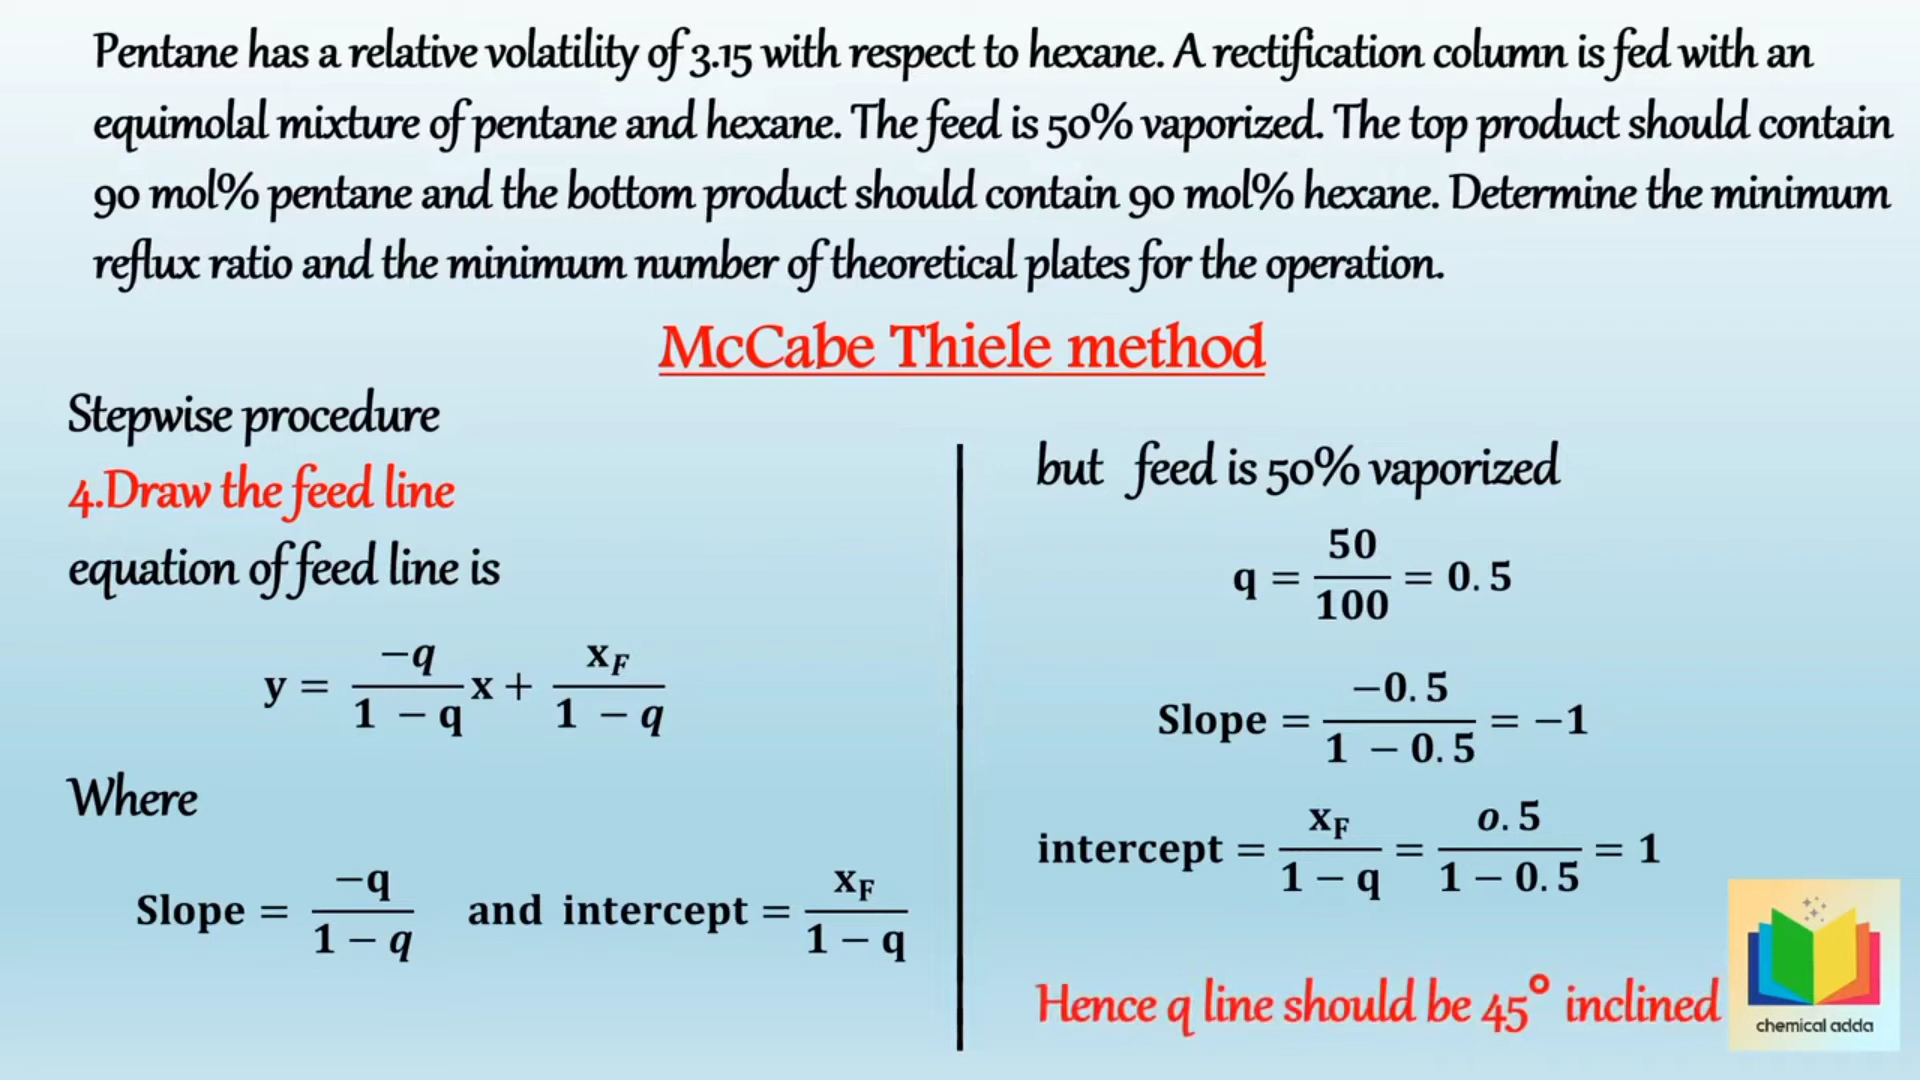 Pentane has a relative volatility of 3.15 with respect to hexane. A rectification column is fed with an
equimolal mixture of pentane and hexane. The feed is 50% vaporized. The top product should contain
90 mol% pentane and the bottom product should contain 90 mol% hexane. Determine the minimum
reflux ratio and the minimum number of theoretical plates for the operation.
McCabe Thiele method
Stepwise procedure
4.Draw the feed line
equation of feed line is
y = −q/(1 − q) x + x_F/(1 − q)
Where
Slope = −q/(1 − q) and intercept = x_F/(1 − q)
but feed is 50% vaporized
q = 50/100 = 0.5
Slope = −0.5/(1 − 0.5) = −1
intercept = x_F/(1 − q) = o.5/(1 − 0.5) = 1
Hence q line should be 45° inclined
chemical adda